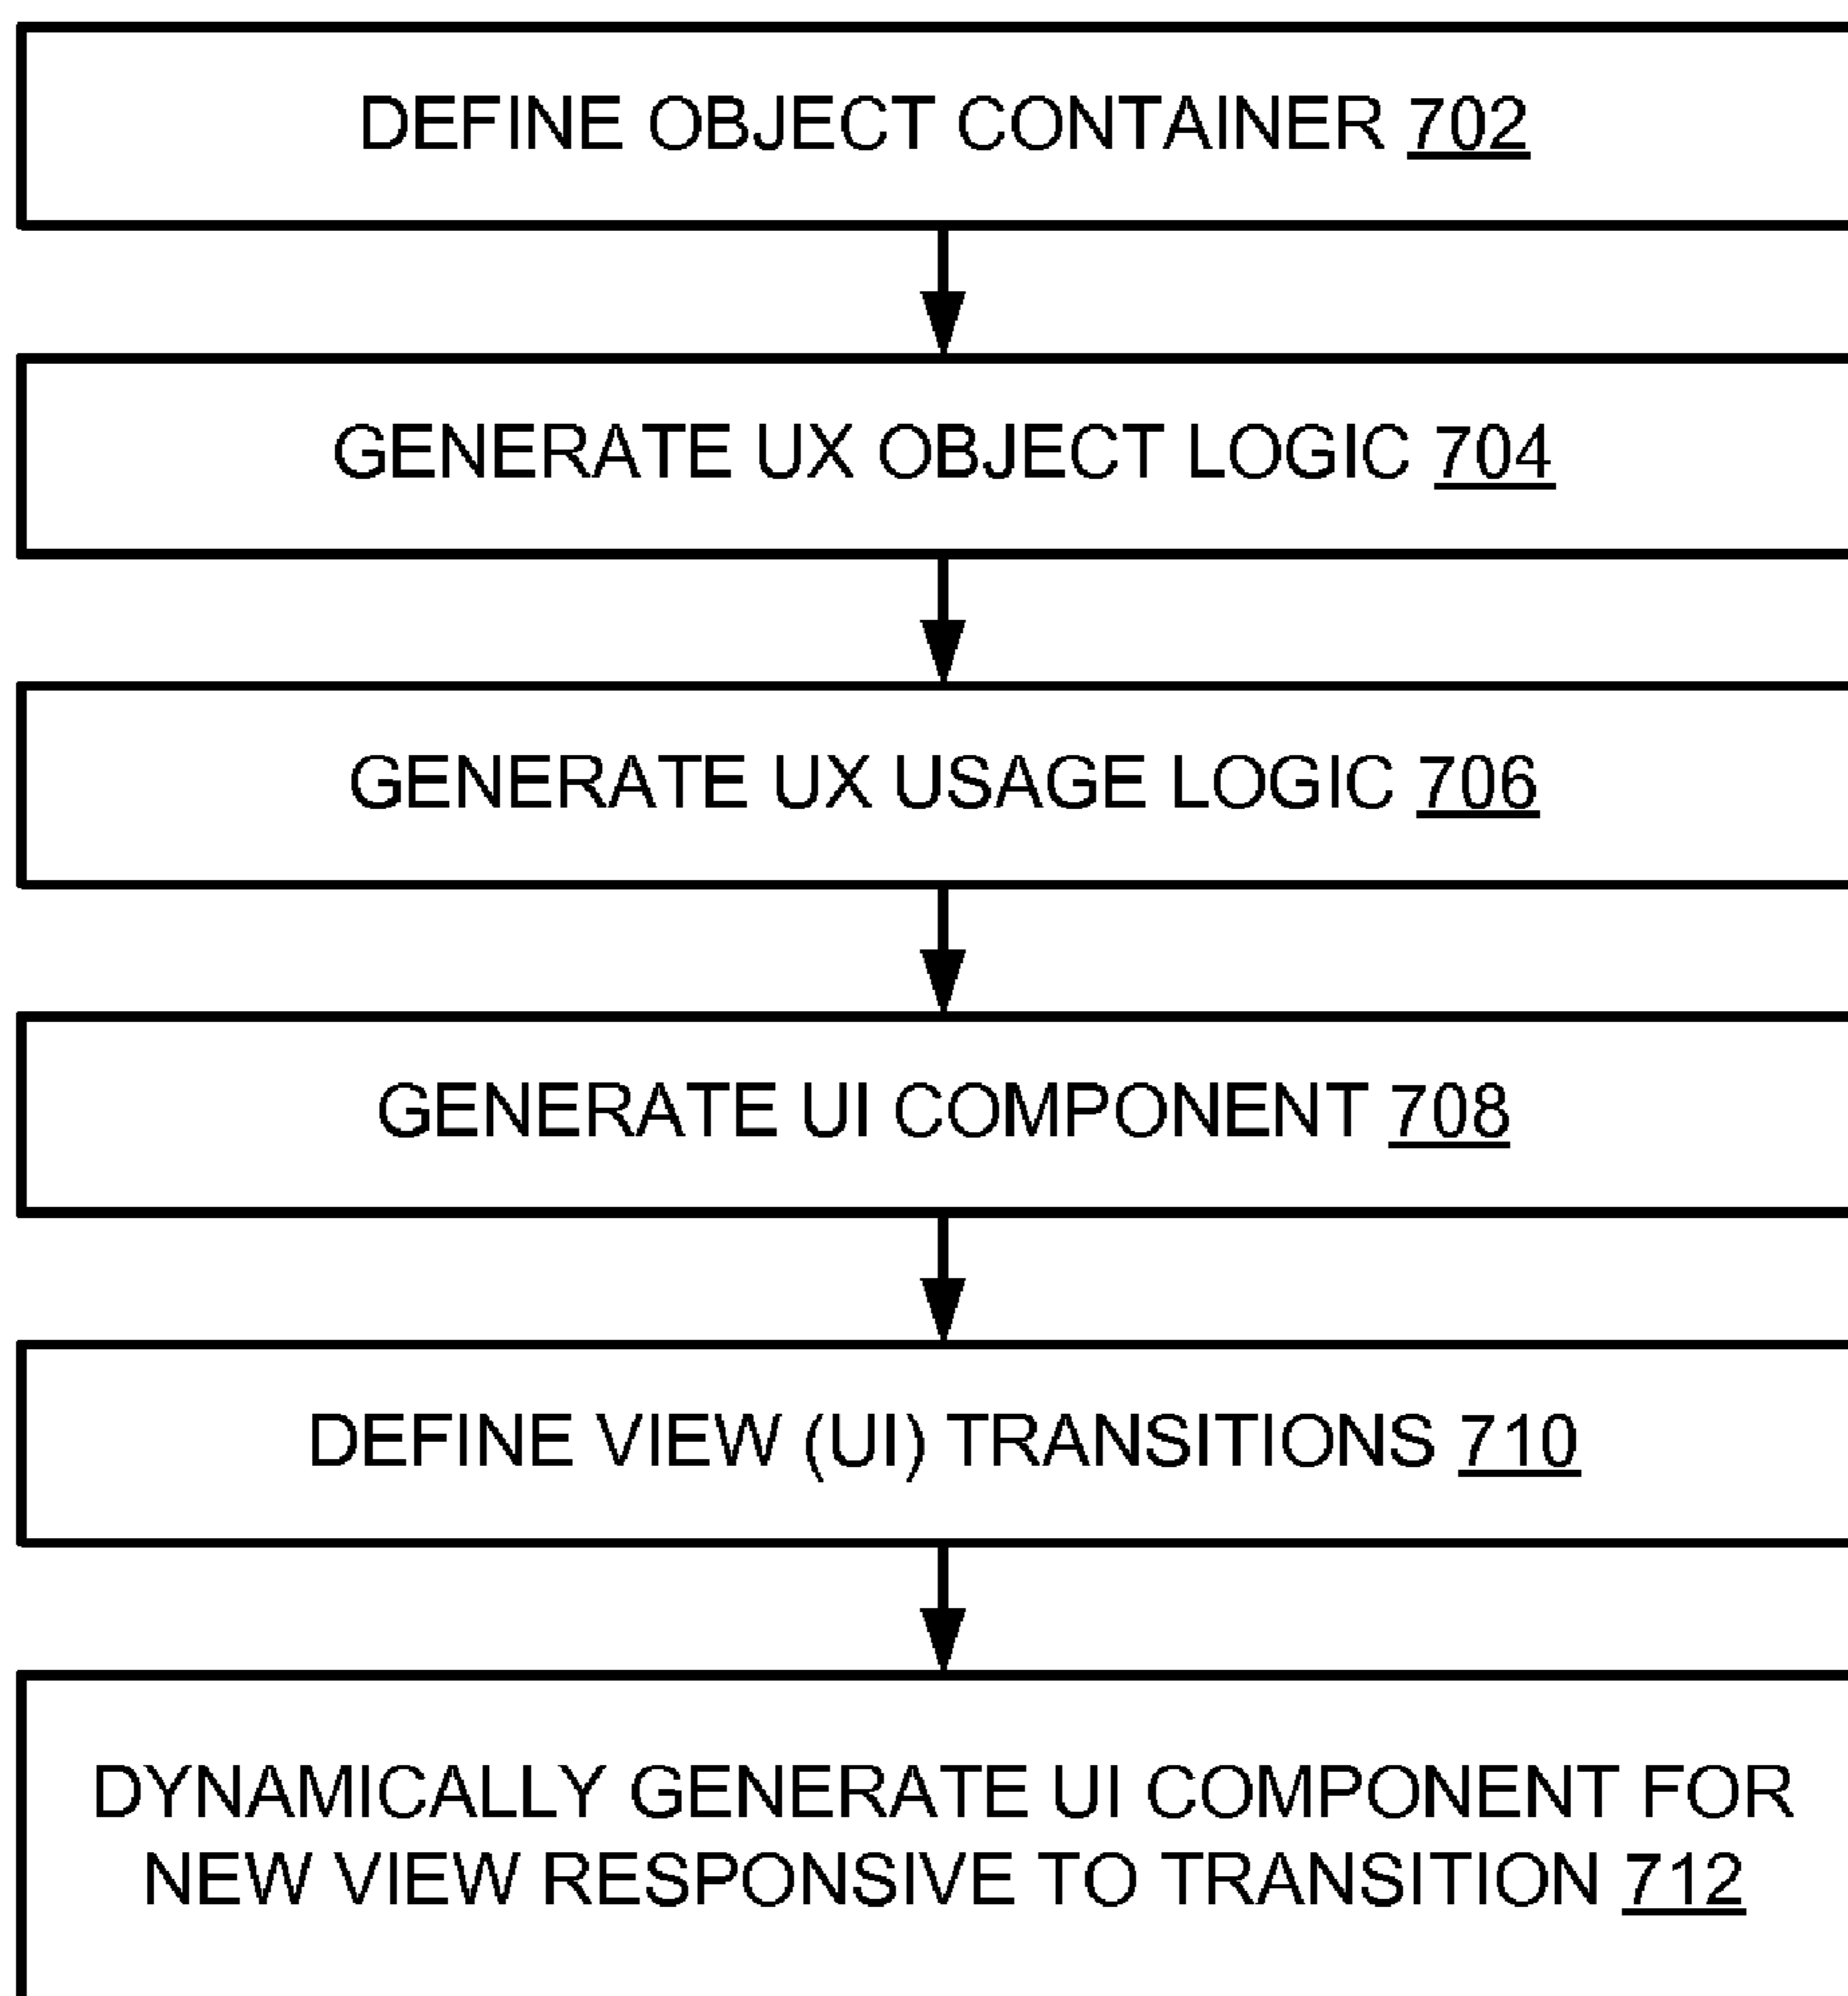 DEFINE OBJECT CONTAINER 702
GENERATE UX OBJECT LOGIC 704
GENERATE UX USAGE LOGIC 706
GENERATE UI COMPONENT 708
DEFINE VIEW (UI) TRANSITIONS 710
DYNAMICALLY GENERATE UI COMPONENT FOR
NEW VIEW RESPONSIVE TO TRANSITION 712